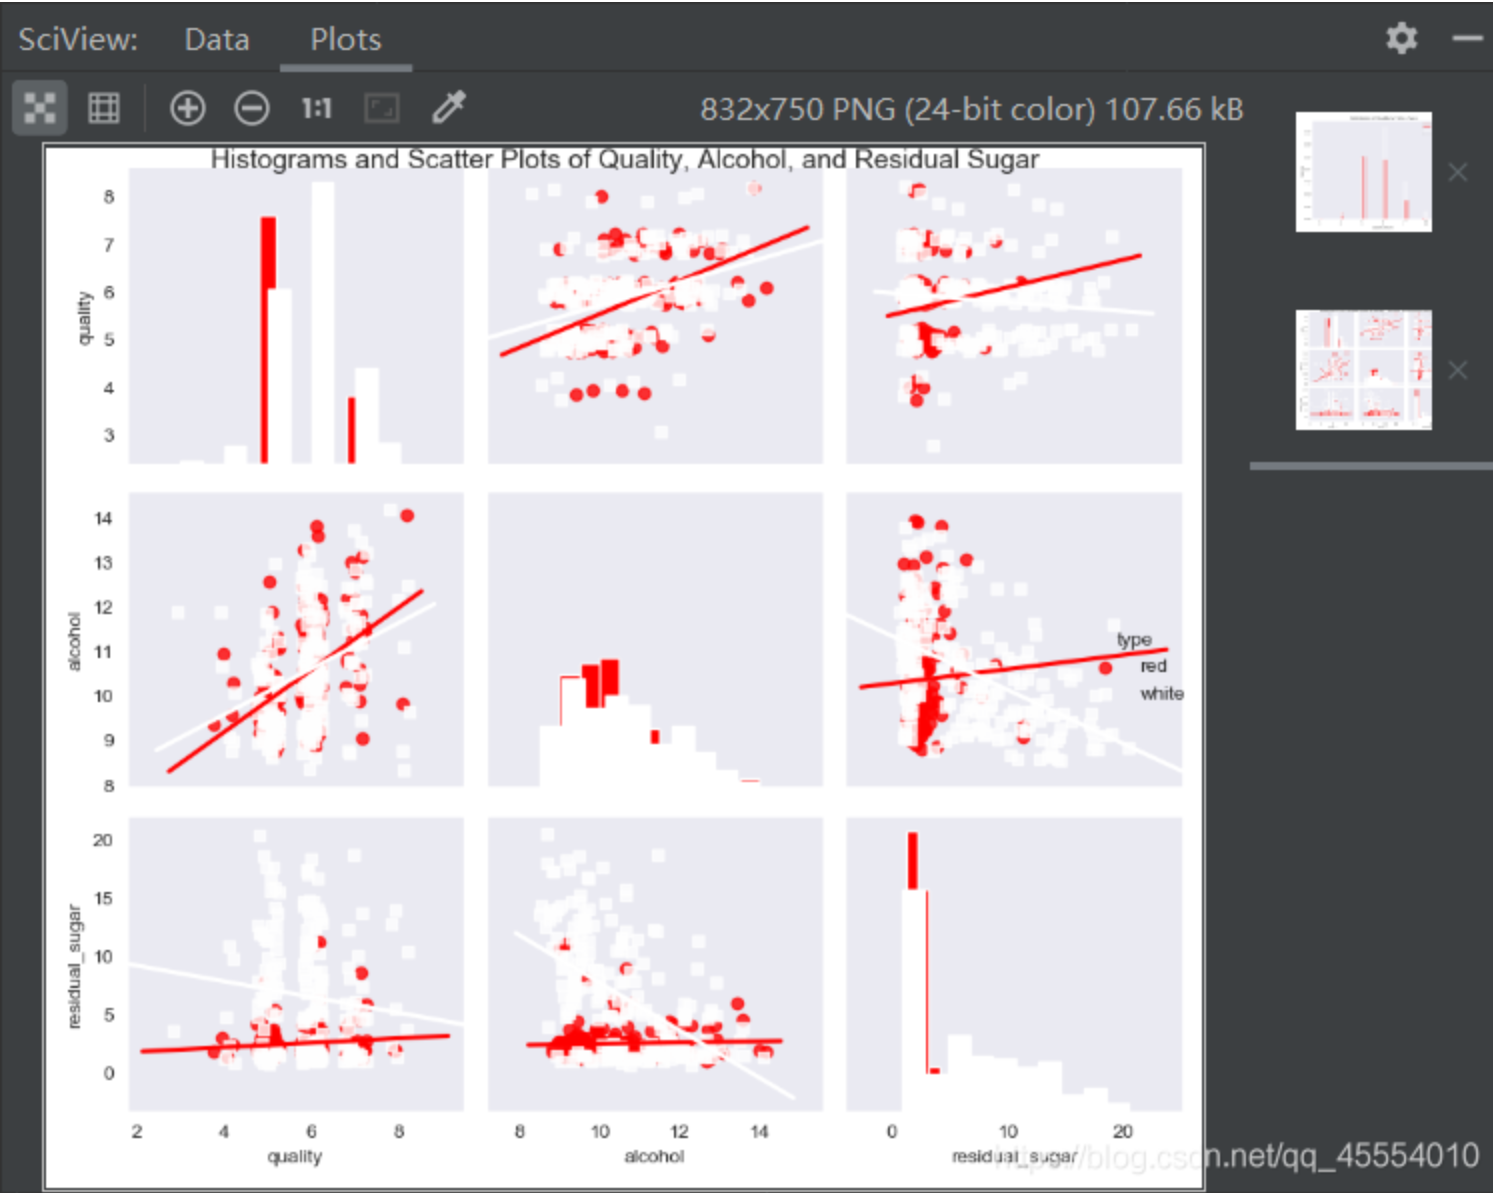 SciView: Data Plots
1:1 832x750 PNG (24-bit color) 107.66 kB
Histograms and Scatter Plots of Quality, Alcohol, and Residual Sugar
8
7
6
5
4
3
quality
14
13
12
11
10
9
8
alcohol
type
red
white
20
15
10
5
0
residual_sugar
2 4 6 8 8 10 12 14 0 10 20
quality alcohol residual_sugar
https://blog.csdn.net/qq_45554010